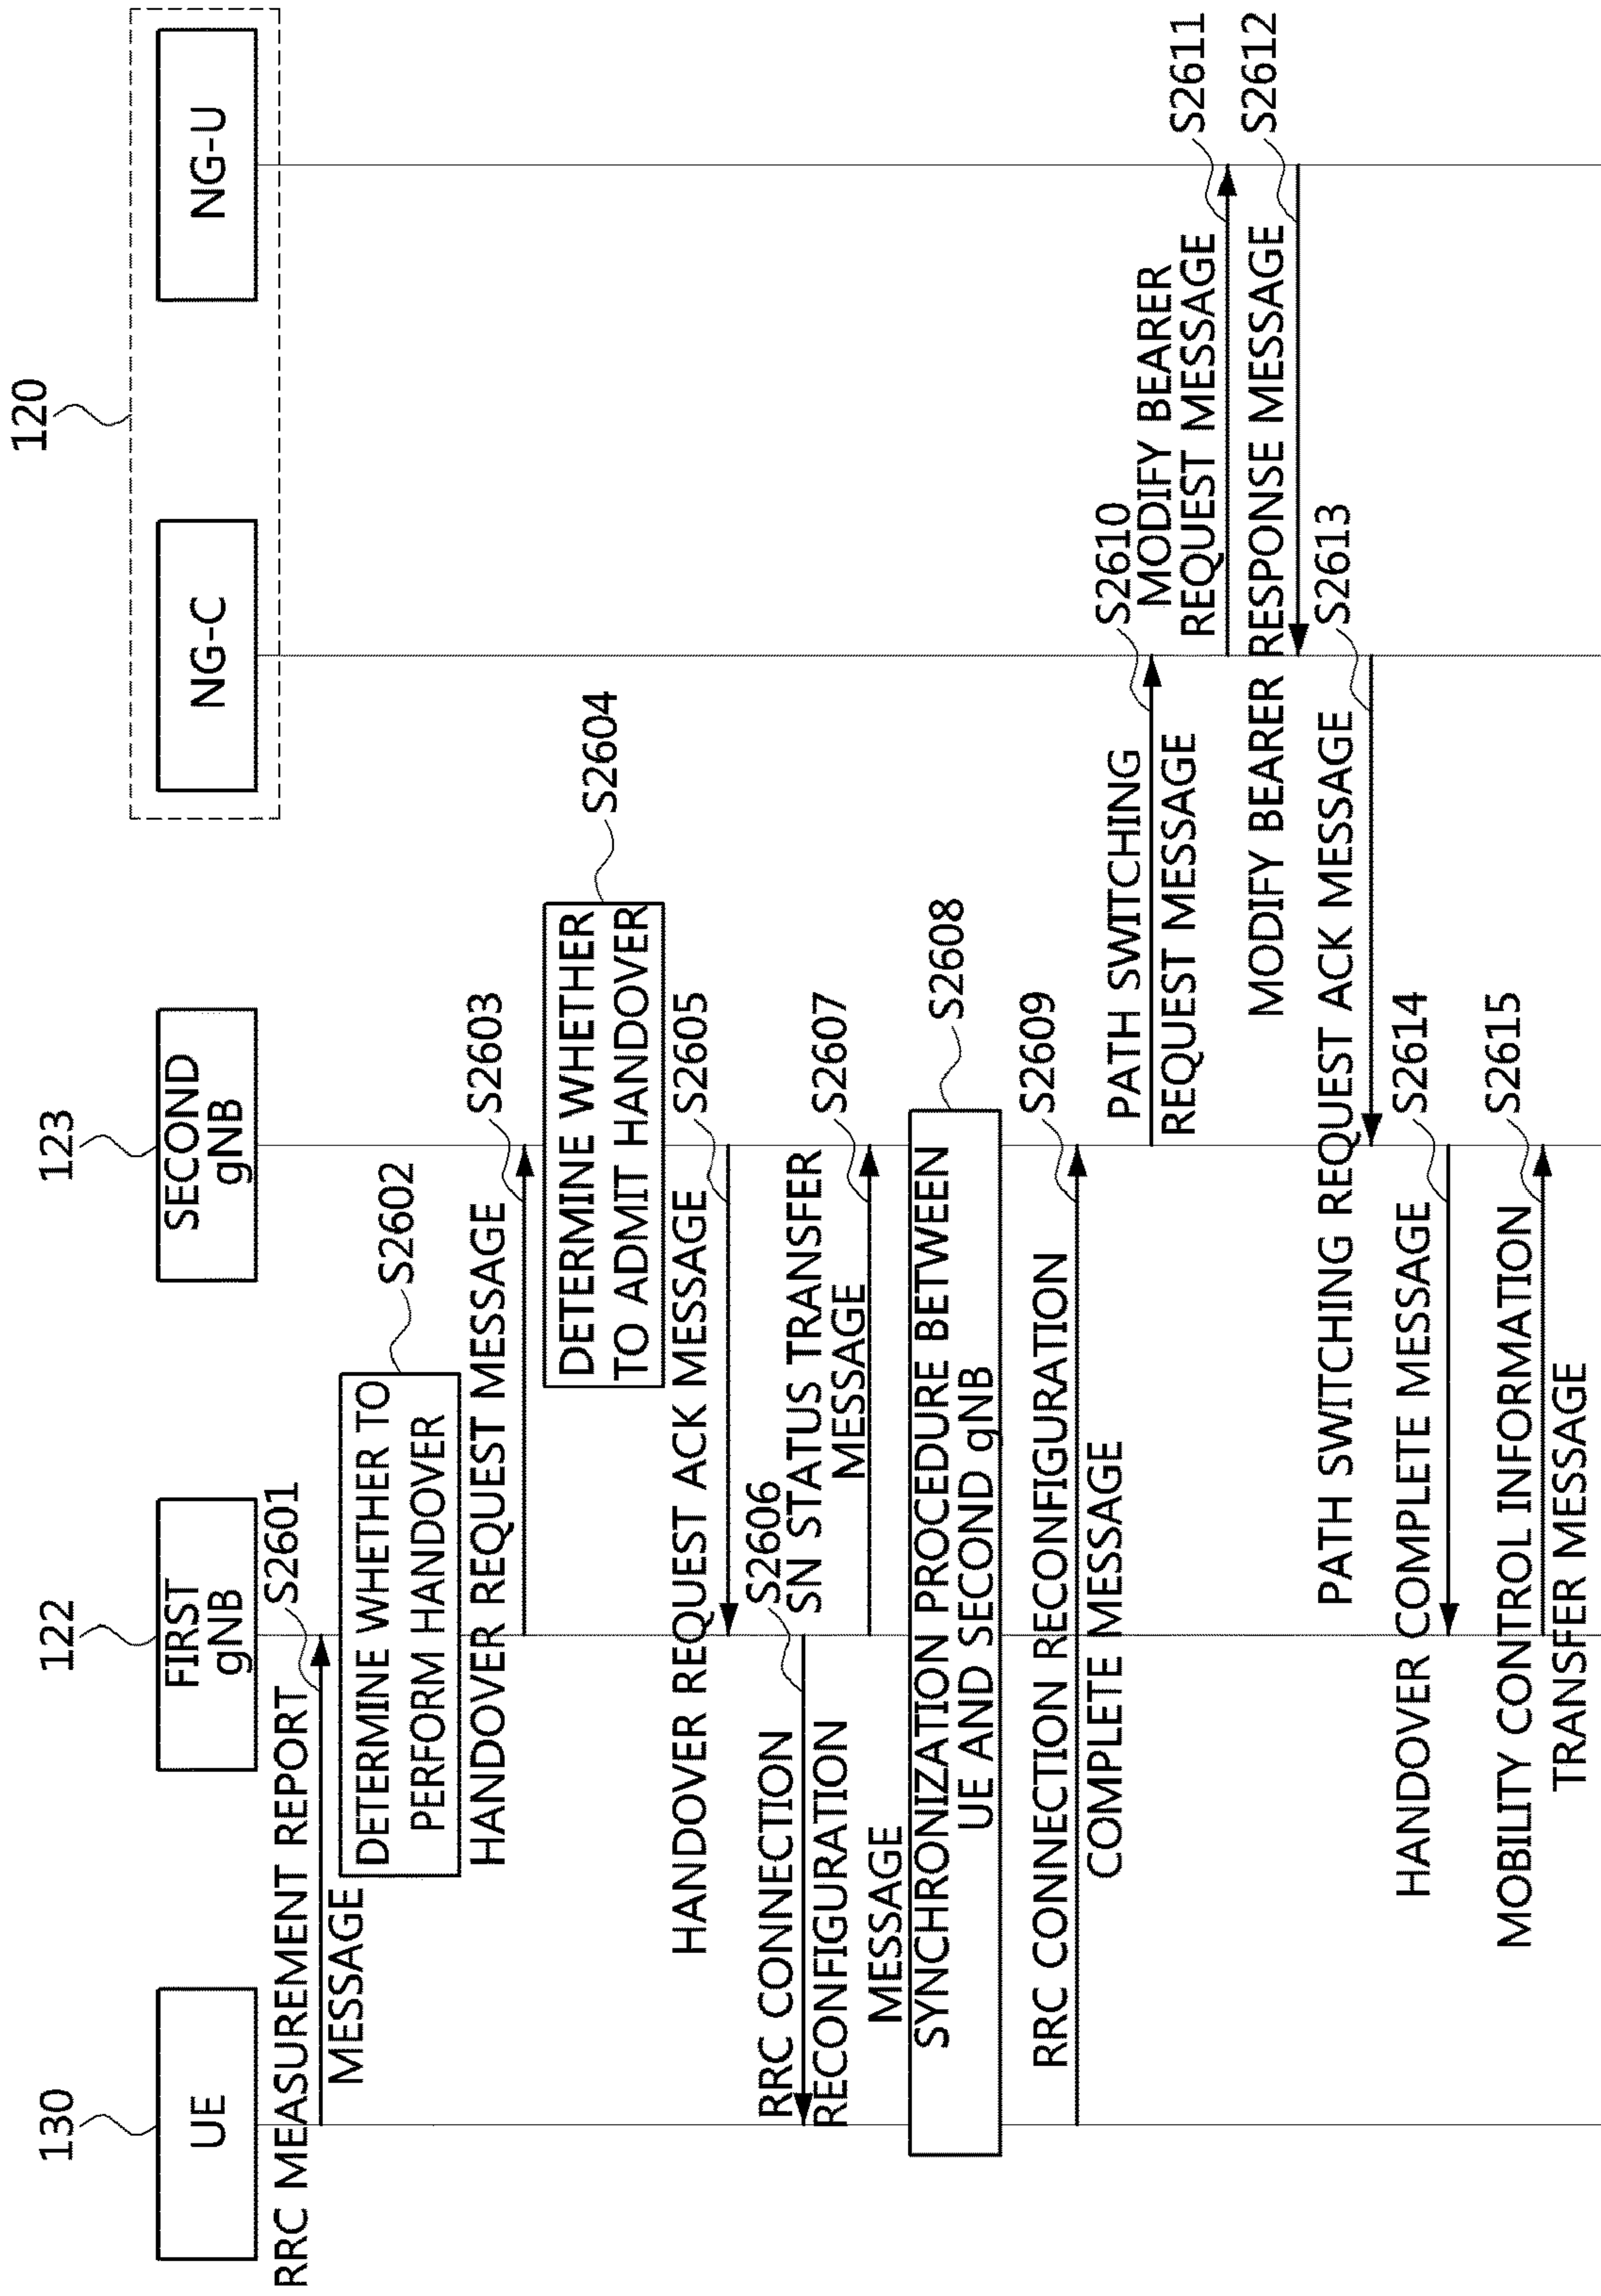 120
130
122
123
UE
FIRST
gNB
SECOND
gNB
NG-C
NG-U
RRC MEASUREMENT REPORT
MESSAGE
S2601
DETERMINE WHETHER TO
PERFORM HANDOVER
S2602
HANDOVER REQUEST MESSAGE
S2603
DETERMINE WHETHER
TO ADMIT HANDOVER
S2604
HANDOVER REQUEST ACK MESSAGE
S2605
RRC CONNECTION
RECONFIGURATION
MESSAGE
S2606
SN STATUS TRANSFER
MESSAGE
S2607
SYNCHRONIZATION PROCEDURE BETWEEN
UE AND SECOND gNB
S2608
RRC CONNECTION RECONFIGURATION
COMPLETE MESSAGE
S2609
PATH SWITCHING
REQUEST MESSAGE
S2610
MODIFY BEARER
REQUEST MESSAGE
S2611
MODIFY BEARER RESPONSE MESSAGE
S2612
PATH SWITCHING REQUEST ACK MESSAGE
S2613
HANDOVER COMPLETE MESSAGE
S2614
MOBILITY CONTROL INFORMATION
TRANSFER MESSAGE
S2615